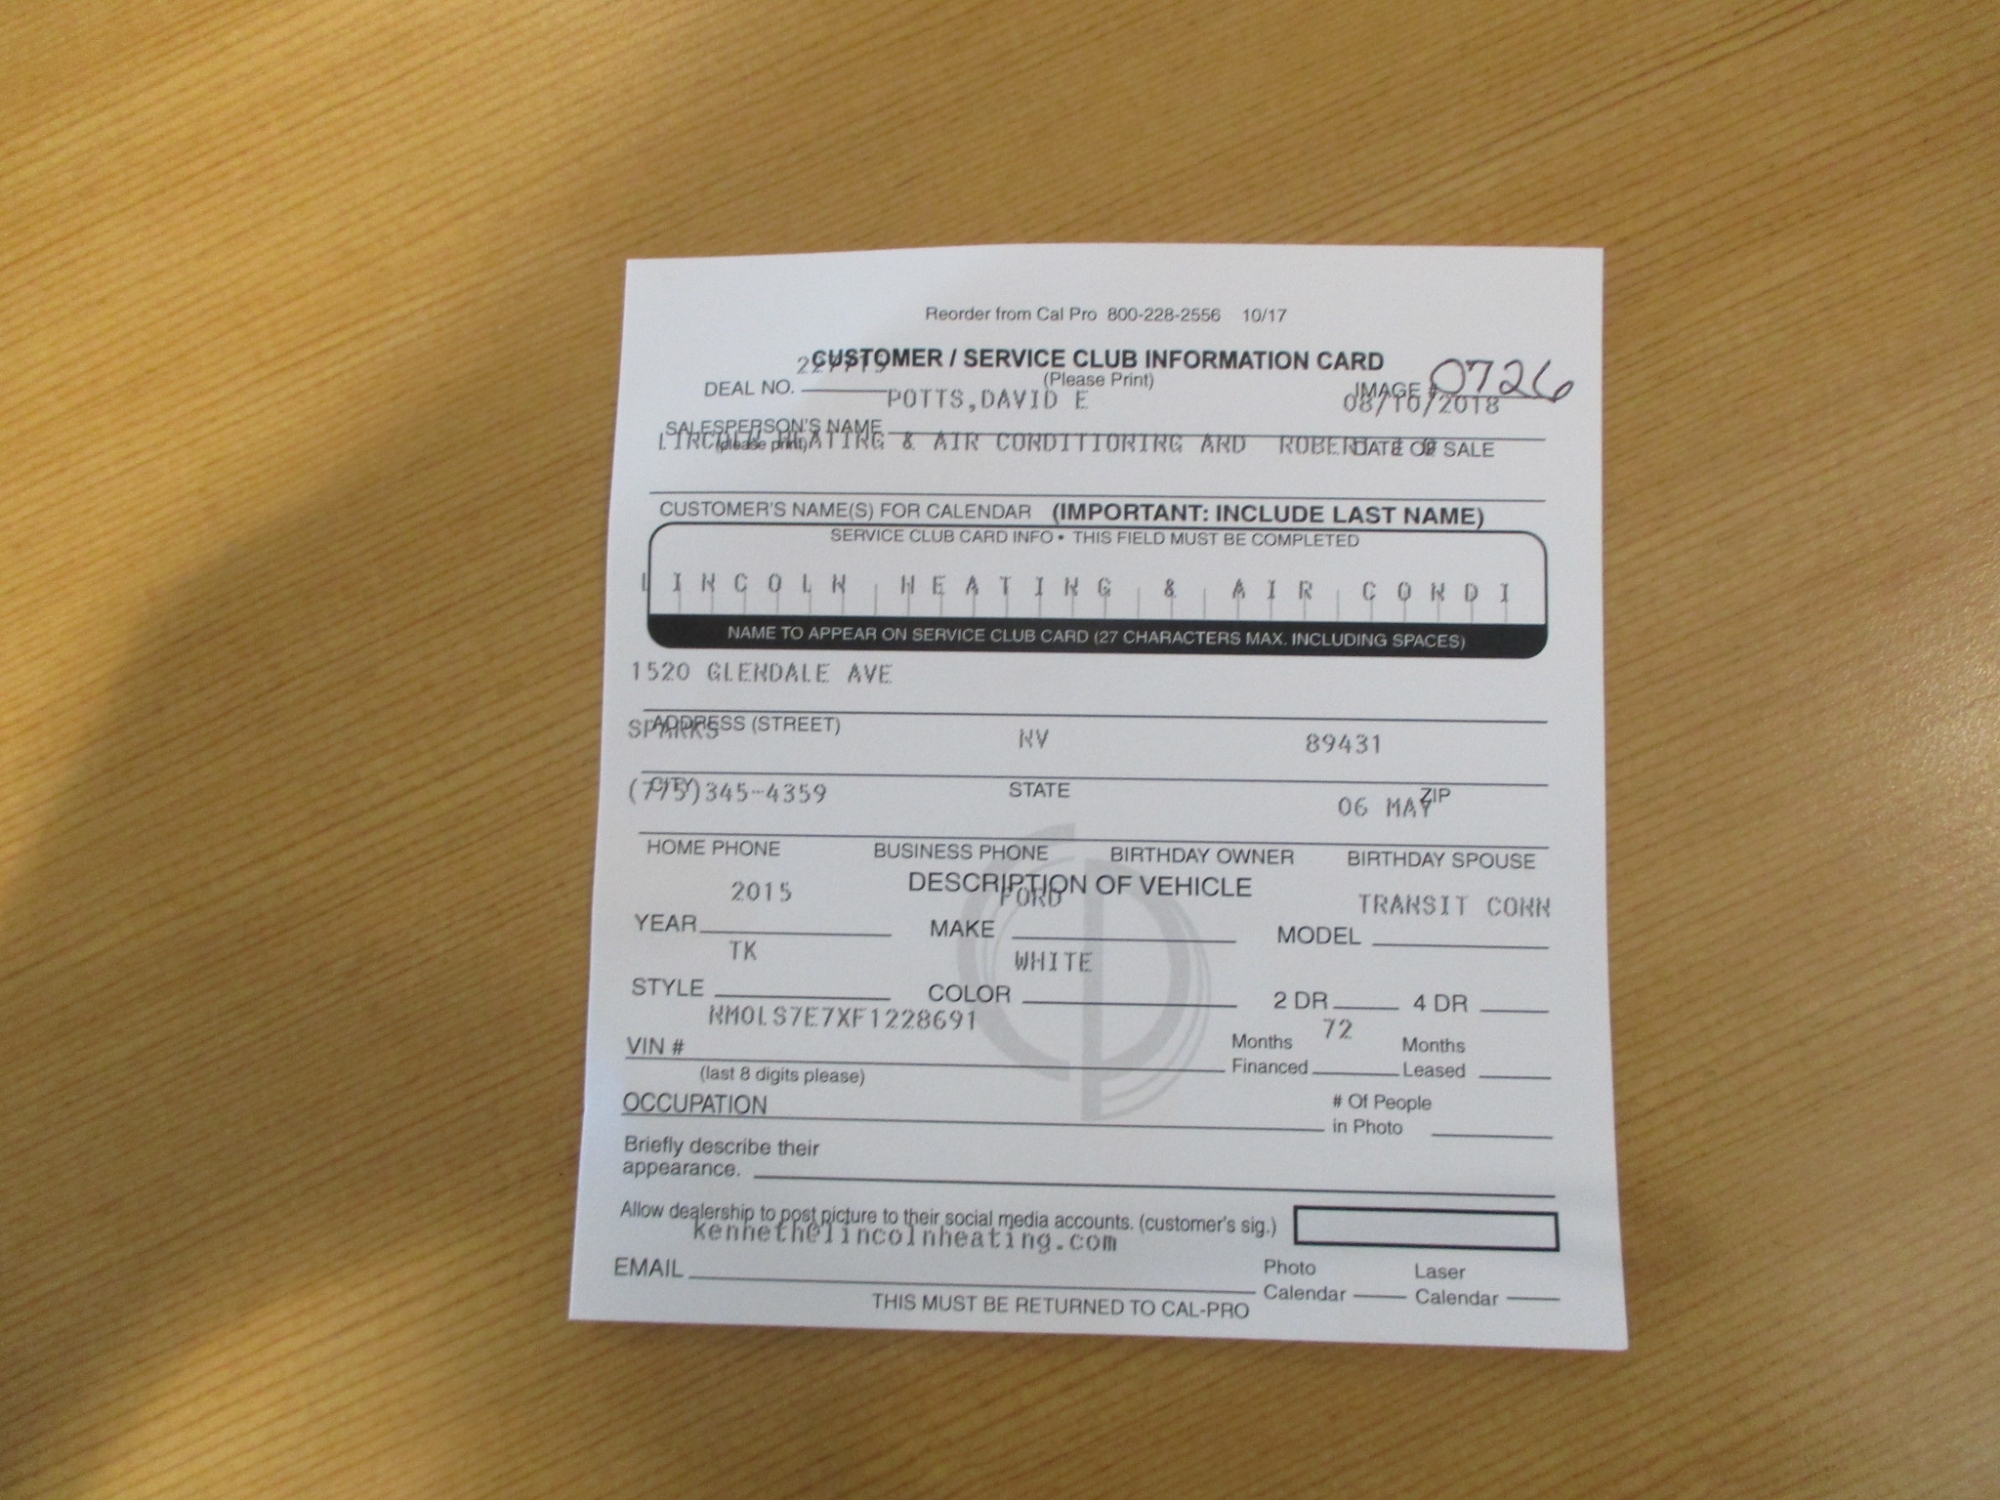 Reorder from Cal Pro 800-228-2556 10/17
CUSTOMER / SERVICE CLUB INFORMATION CARD
(Please Print)
DEAL NO.
POTTS,DAVID E
IMAGE # 0726
08/10/2018
SALESPERSON'S NAME
(please print)
DATE OF SALE
LINCOLN HEATING & AIR CONDITIONING AND
CUSTOMER'S NAME(S) FOR CALENDAR (IMPORTANT: INCLUDE LAST NAME)
SERVICE CLUB CARD INFO • THIS FIELD MUST BE COMPLETED
LINCOLN HEATING & AIR CONDI
NAME TO APPEAR ON SERVICE CLUB CARD (27 CHARACTERS MAX. INCLUDING SPACES)
1520 GLENDALE AVE
ADDRESS (STREET)
SPARKS NV 89431
CITY STATE ZIP
(775)345-4359 06 MAY
HOME PHONE BUSINESS PHONE BIRTHDAY OWNER BIRTHDAY SPOUSE
DESCRIPTION OF VEHICLE
YEAR 2015 MAKE FORD MODEL TRANSIT CONN
STYLE TK COLOR WHITE 2 DR 4 DR
VIN # NM0LS7E7XF1228691 Months Financed 72 Months Leased
(last 8 digits please)
OCCUPATION # Of People in Photo
Briefly describe their
appearance.
Allow dealership to post picture to their social media accounts. (customer's sig.)
kenneth@lincolnheating.com
EMAIL Photo Calendar Laser Calendar
THIS MUST BE RETURNED TO CAL-PRO